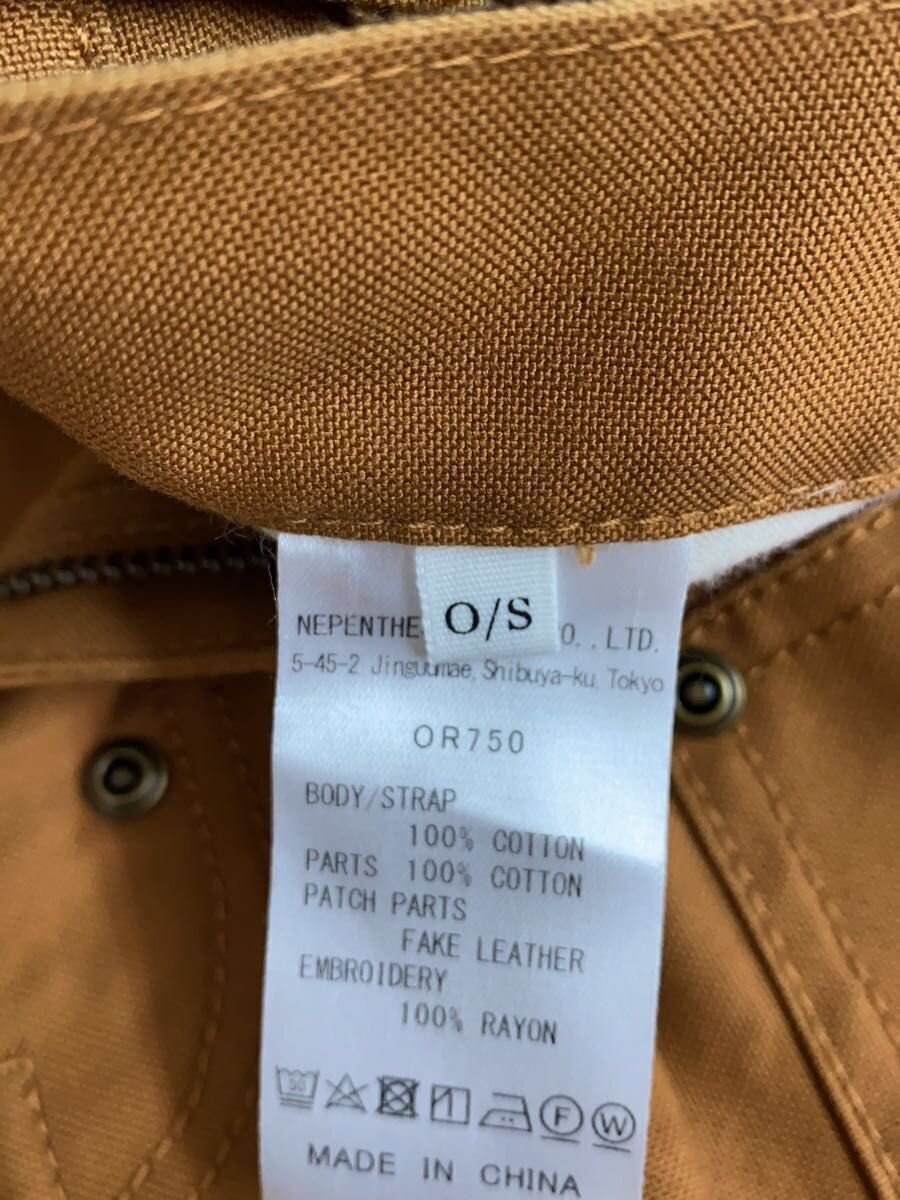 O/S
NEPENTHE O.,LTD.
5-45-2 Jinguumae, Shibuya-ku, Tokyo
OR750
BODY/STRAP
100% COTTON
PARTS 100% COTTON
PATCH PARTS
FAKE LEATHER
EMBROIDERY
100% RAYON
F W
MADE IN CHINA